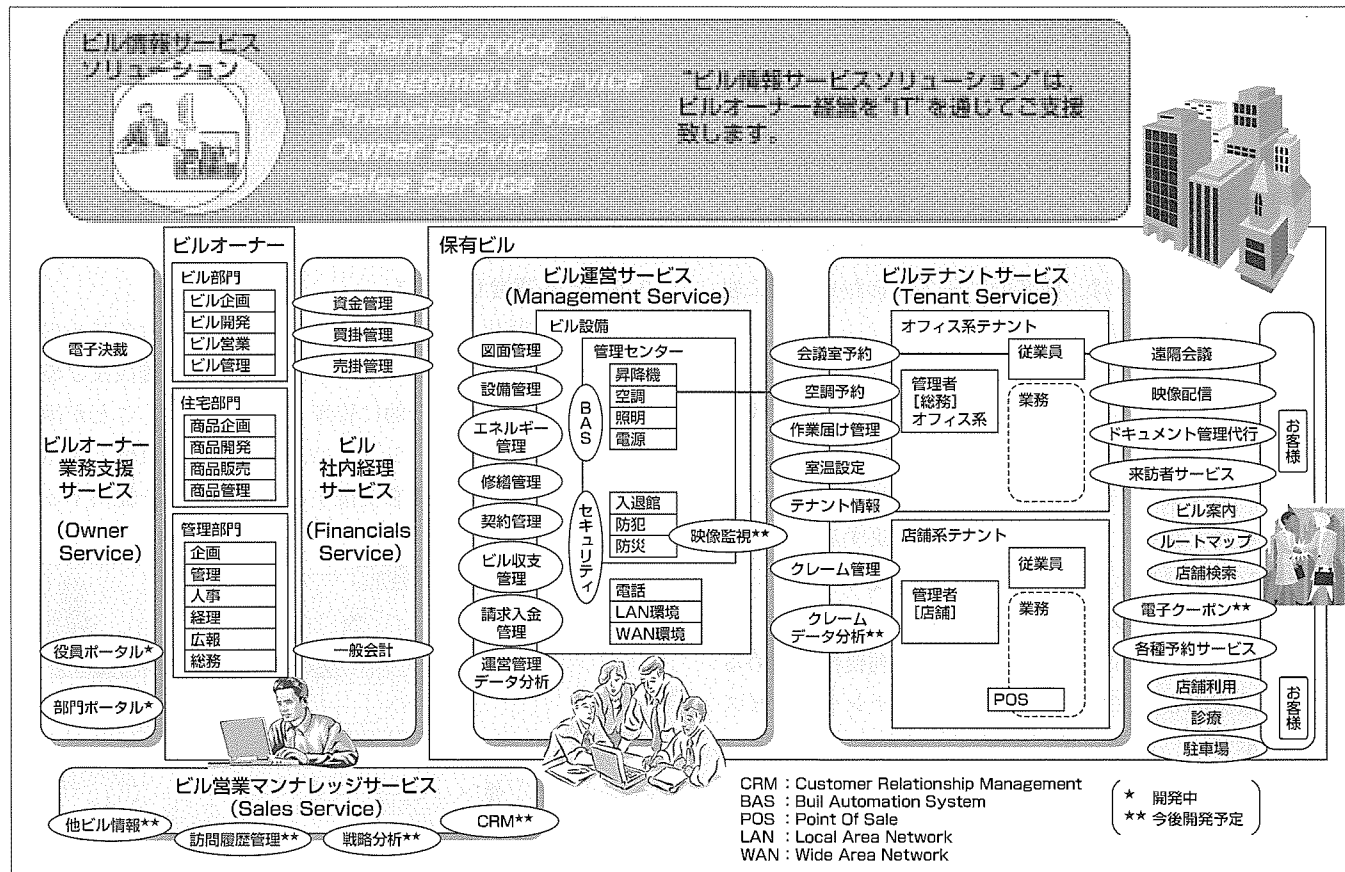 ビル情報サービス
ソリューション
Tenant Service
Management Service
Financials Service
Owner Service
Sales Service
"ビル情報サービスソリューション"は,
ビルオーナー経営を"IT"を通じてご支援
致します。
ビルオーナー業務支援サービス
(Owner Service)
電子決裁
役員ポータル★
部門ポータル★
ビルオーナー
ビル部門
ビル企画
ビル開発
ビル営業
ビル管理
住宅部門
商品企画
商品開発
商品販売
商品管理
管理部門
企画
管理
人事
経理
広報
総務
ビル
社内経理
サービス
(Financials
Service)
資金管理
買掛管理
売掛管理
一般会計
保有ビル
ビル運営サービス
(Management Service)
図面管理
設備管理
エネルギー
管理
修繕管理
契約管理
ビル収支
管理
請求入金
管理
運営管理
データ分析
ビル設備
管理センター
BAS
昇降機
空調
照明
電源
セキュリティ
入退館
防犯
防災
映像監視★★
電話
LAN環境
WAN環境
ビルテナントサービス
(Tenant Service)
会議室予約
空調予約
作業届け管理
室温設定
テナント情報
クレーム管理
クレーム
データ分析★★
オフィス系テナント
管理者
[総務]
オフィス系
従業員
業務
店舗系テナント
管理者
[店舗]
従業員
業務
POS
遠隔会議
映像配信
ドキュメント管理代行
来訪者サービス
ビル案内
ルートマップ
店舗検索
電子クーポン★★
各種予約サービス
店舗利用
診療
駐車場
お客様
お客様
ビル営業マンナレッジサービス
(Sales Service)
他ビル情報★★
訪問履歴管理★★
戦略分析★★
CRM★★
CRM : Customer Relationship Management
BAS : Buil Automation System
POS : Point Of Sale
LAN : Local Area Network
WAN : Wide Area Network
★ 開発中
★★ 今後開発予定